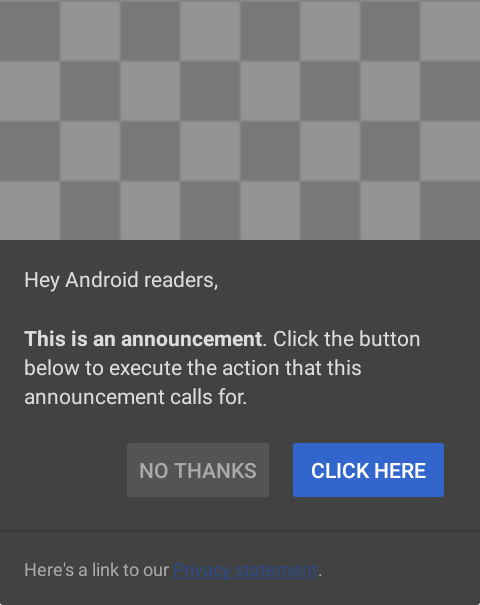 Hey Android readers,
This is an announcement. Click the button
below to execute the action that this
announcement calls for.
NO THANKS
CLICK HERE
Here's a link to our Privacy statement.